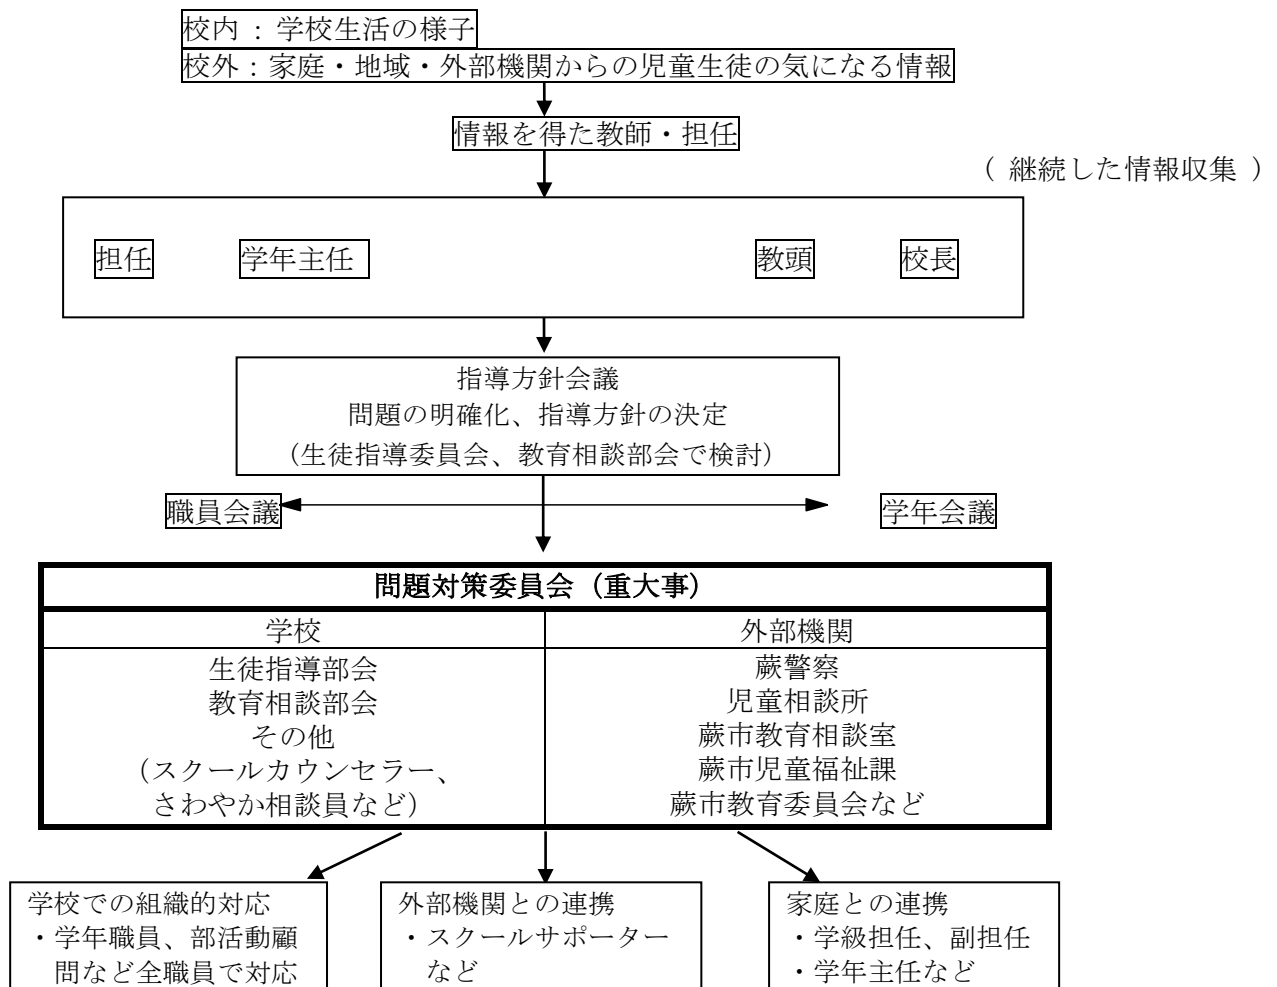 校内：学校生活の様子
校外：家庭・地域・外部機関からの児童生徒の気になる情報
情報を得た教師・担任
（ 継続した情報収集 ）
担任 学年主任 教頭 校長
指導方針会議
問題の明確化、指導方針の決定
（生徒指導委員会、教育相談部会で検討）
職員会議 学年会議
問題対策委員会（重大事）
学校 外部機関
生徒指導部会 蕨警察
教育相談部会 児童相談所
その他 蕨市教育相談室
（スクールカウンセラー、 蕨市児童福祉課
さわやか相談員など） 蕨市教育委員会など
学校での組織的対応
・学年職員、部活動顧
問など全職員で対応
外部機関との連携
・スクールサポーター
など
家庭との連携
・学級担任、副担任
・学年主任など